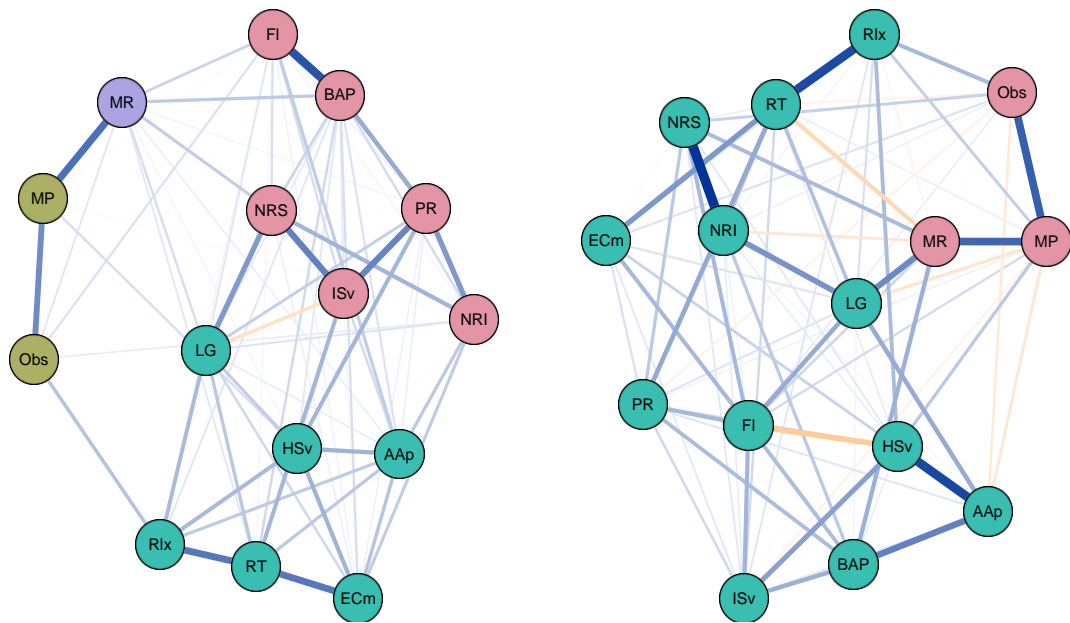 FI
BAP
MR
MP
NRS
PR
ISv
NRI
LG
Obs
HSv
AAp
RIx
RT
ECm
RIx
Obs
RT
NRS
NRI
ECm
MR
MP
LG
PR
FI
HSv
AAp
BAP
ISv